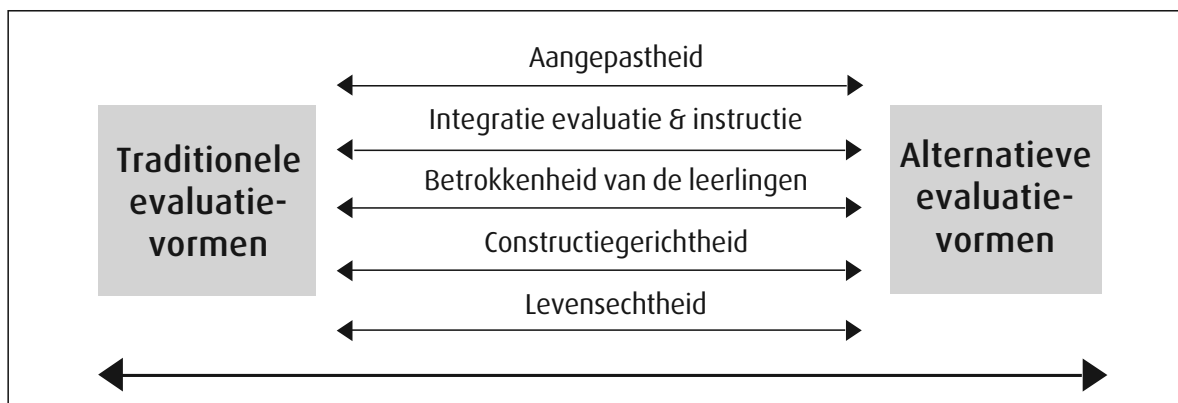 Aangepastheid
Integratie evaluatie & instructie
Betrokkenheid van de leerlingen
Constructiegerichtheid
Levensechtheid
Traditionele
evaluatie-
vormen
Alternatieve
evaluatie-
vormen